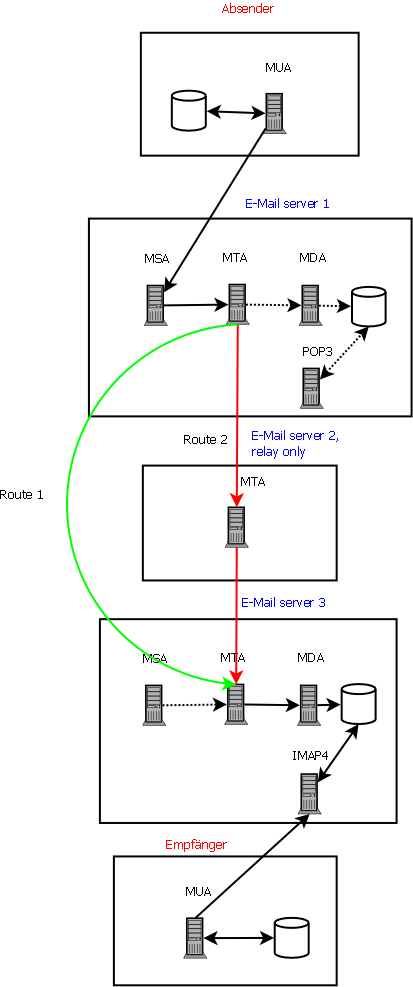 Absender
MUA
E-Mail server 1
MSA
MTA
MDA
POP3
Route 2
E-Mail server 2,
relay only
MTA
Route 1
E-Mail server 3
MSA
MTA
MDA
IMAP4
Empfänger
MUA